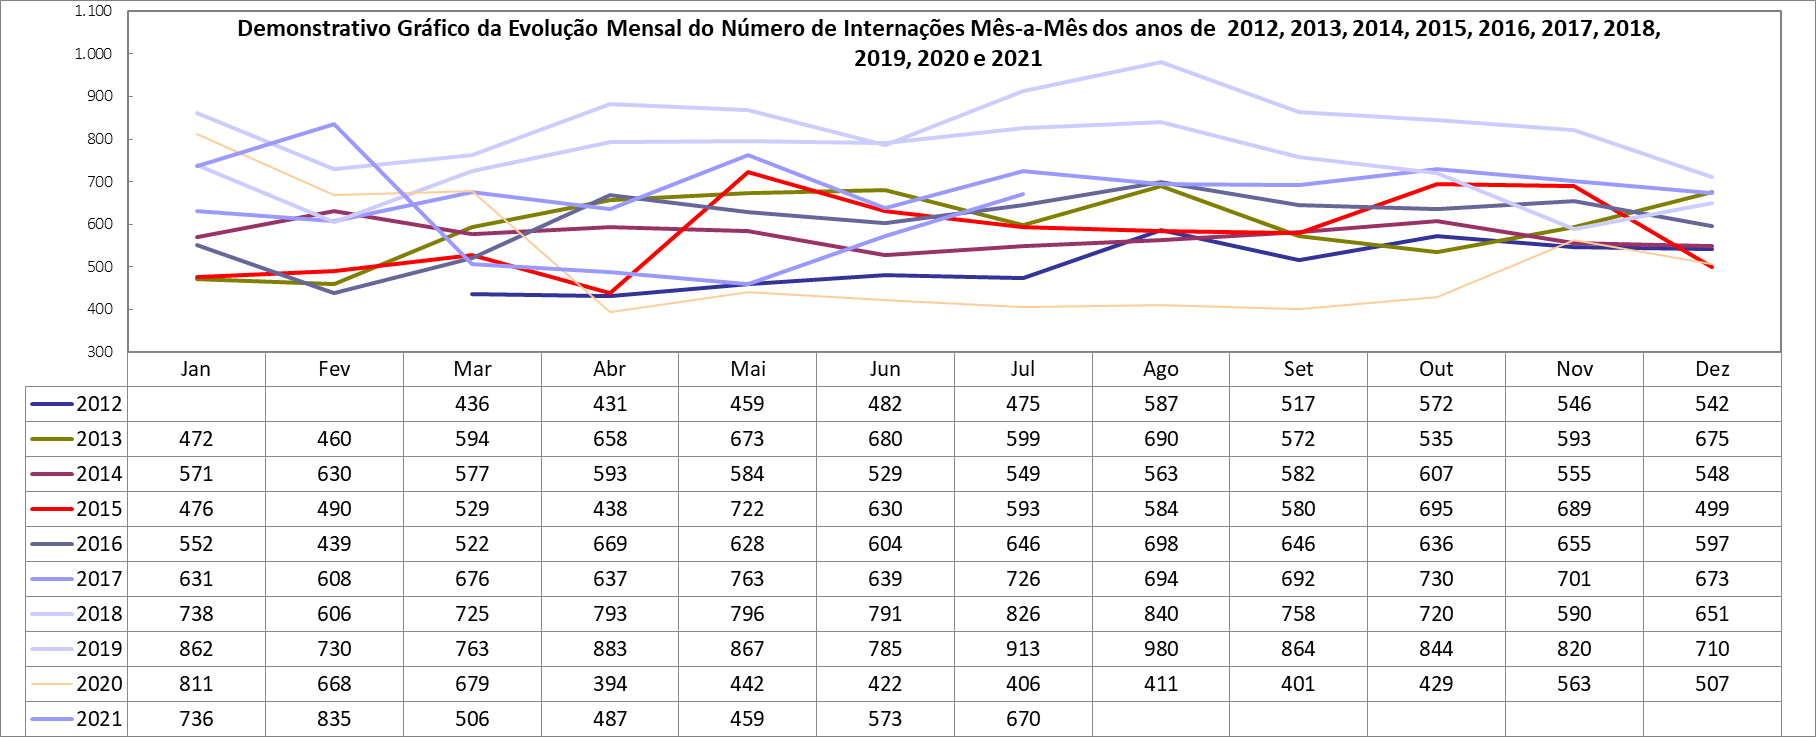 Demonstrativo Gráfico da Evolução Mensal do Número de Internações Mês-a-Mês dos anos de 2012, 2013, 2014, 2015, 2016, 2017, 2018,
2019, 2020 e 2021
1.100
1.000
900
800
700
600
500
400
300
Jan Fev Mar Abr Mai Jun Jul Ago Set Out Nov Dez
2012 436 431 459 482 475 587 517 572 546 542
2013 472 460 594 658 673 680 599 690 572 535 593 675
2014 571 630 577 593 584 529 549 563 582 607 555 548
2015 476 490 529 438 722 630 593 584 580 695 689 499
2016 552 439 522 669 628 604 646 698 646 636 655 597
2017 631 608 676 637 763 639 726 694 692 730 701 673
2018 738 606 725 793 796 791 826 840 758 720 590 651
2019 862 730 763 883 867 785 913 980 864 844 820 710
2020 811 668 679 394 442 422 406 411 401 429 563 507
2021 736 835 506 487 459 573 670